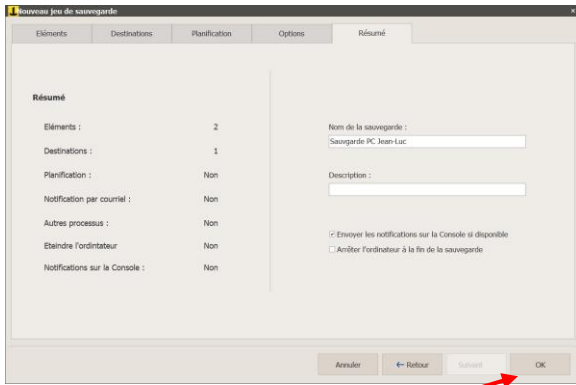 Nouveau jeu de sauvegarde
Eléments Destinations Planification Options Résumé
Résumé
Eléments : 2
Destinations : 1
Planification : Non
Notification par courriel : Non
Autres processus : Non
Eteindre l'ordintateur Non
Notifications sur la Console : Non
Nom de la sauvegarde :
Sauvgarde PC Jean-Luc
Description :
Envoyer les notifications sur la Console si disponible
Arrêter l'ordinateur à la fin de la sauvegarde
Annuler Retour Suivant OK